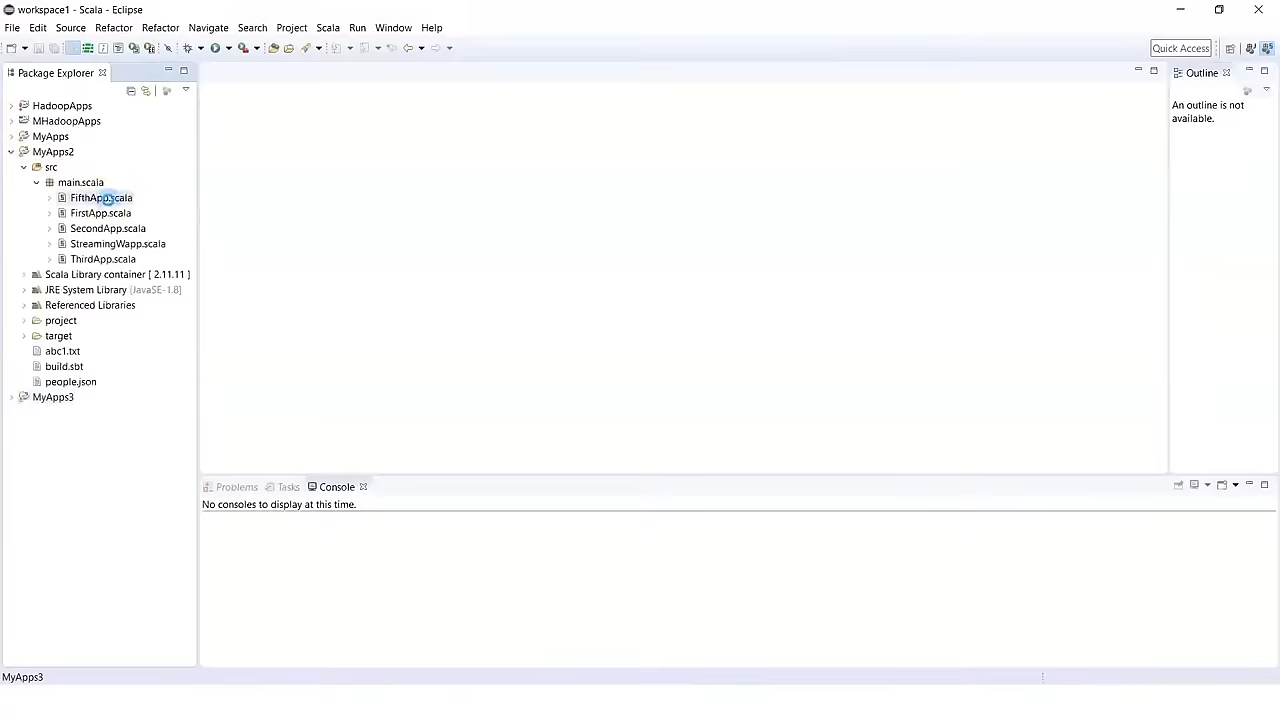 workspace1 - Scala - Eclipse
File Edit Source Refactor Refactor Navigate Search Project Scala Run Window Help
Quick Access
Package Explorer
HadoopApps
MHadoopApps
MyApps
MyApps2
src
main.scala
FifthApp.scala
FirstApp.scala
SecondApp.scala
StreamingWapp.scala
ThirdApp.scala
Scala Library container [ 2.11.11 ]
JRE System Library [JavaSE-1.8]
Referenced Libraries
project
target
abc1.txt
build.sbt
people.json
MyApps3
Outline
An outline is not
available.
Problems Tasks Console
No consoles to display at this time.
MyApps3